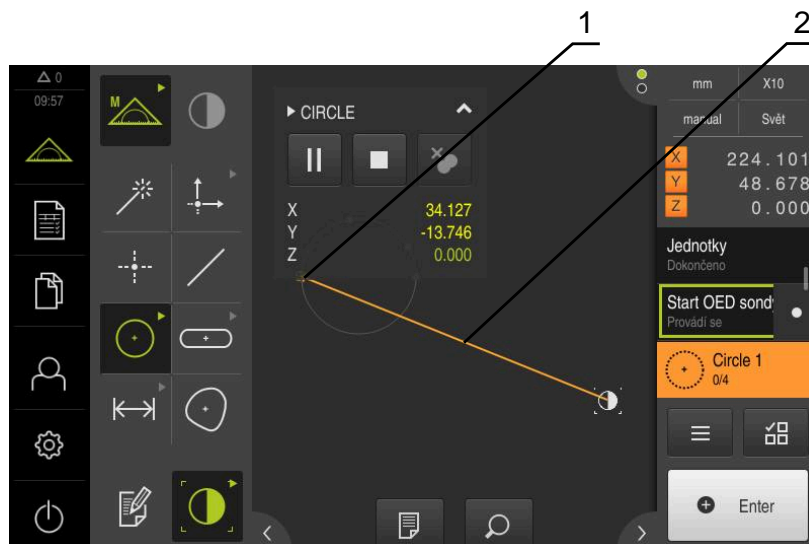 1
2
0
09:57
M
CIRCLE
X 34.127
Y -13.746
Z 0.000
mm X10
manual Svět
X 224.101
Y 48.678
Z 0.000
Jednotky
Dokončeno
Start OED sondy
Provádí se
Circle 1
0/4
Enter